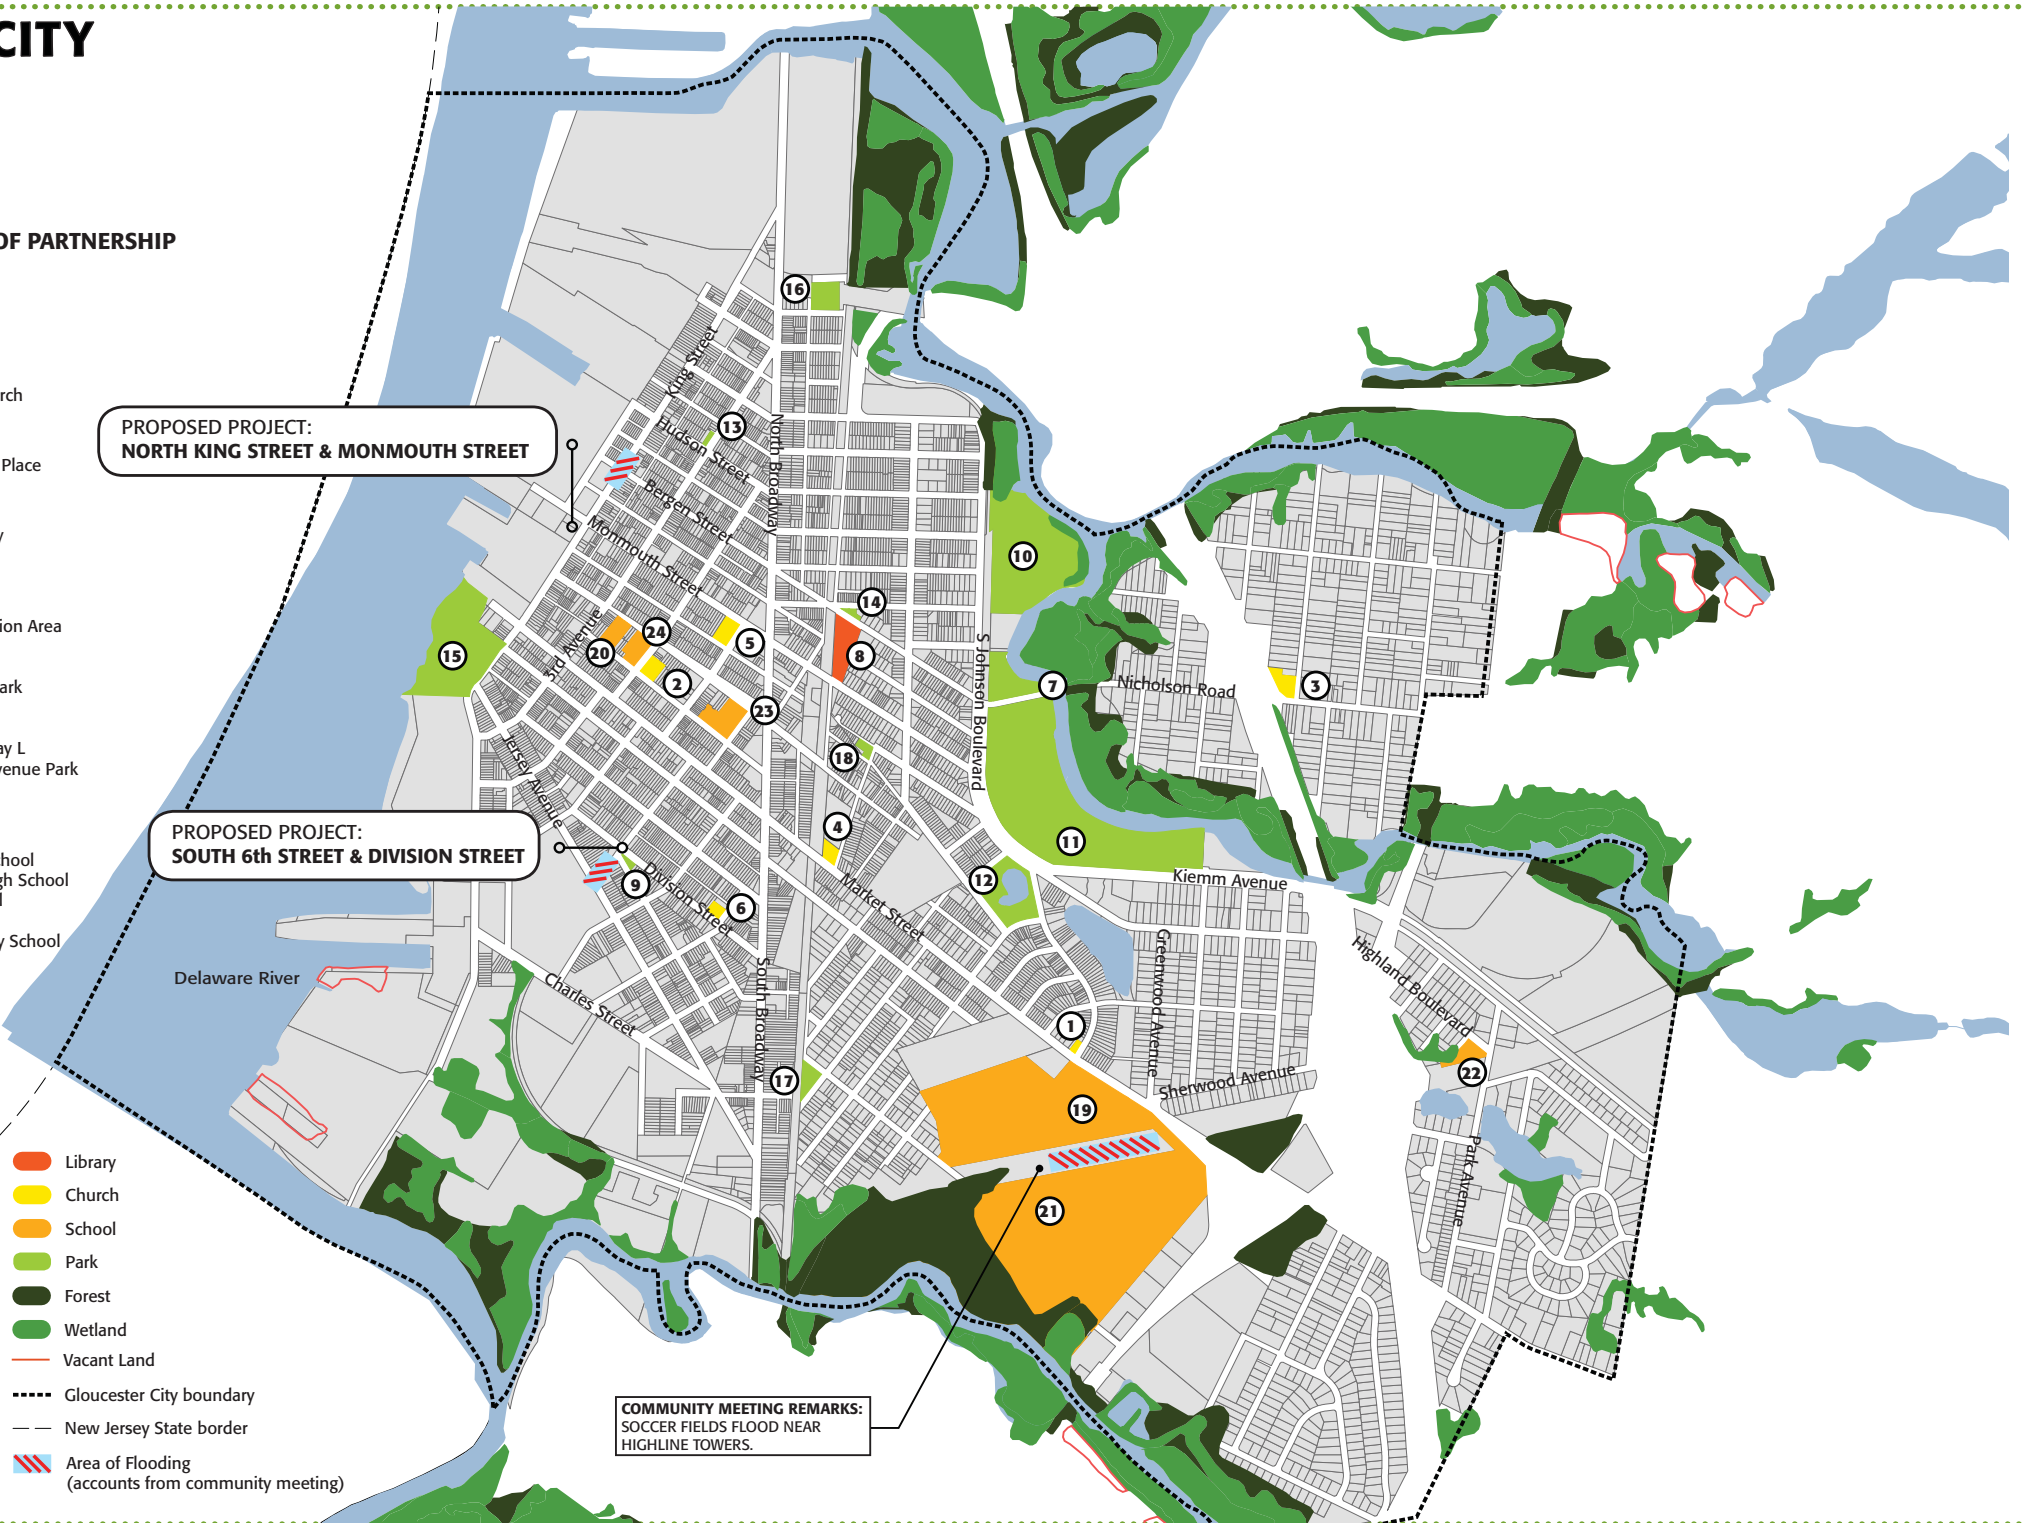 CITY
OF PARTNERSHIP
rch
Place
y
ion Area
ark
ay L
venue Park
chool
gh School
l
y School
PROPOSED PROJECT:
NORTH KING STREET & MONMOUTH STREET
PROPOSED PROJECT:
SOUTH 6th STREET & DIVISION STREET
King Street
Hudson Street
Bergen Street
Monmouth Street
North Broadway
3rd Avenue
Jersey Avenue
Division Street
Market Street
Charles Street
South Broadway
S Johnson Boulevard
Nicholson Road
Kiemm Avenue
Greenwood Avenue
Sherwood Avenue
Highland Boulevard
Park Avenue
Delaware River
16
13
10
14
15
20
24
5
8
2
23
7
3
18
4
11
12
9
6
1
17
19
22
21
Library
Church
School
Park
Forest
Wetland
Vacant Land
Gloucester City boundary
New Jersey State border
Area of Flooding
(accounts from community meeting)
COMMUNITY MEETING REMARKS:
SOCCER FIELDS FLOOD NEAR
HIGHLINE TOWERS.